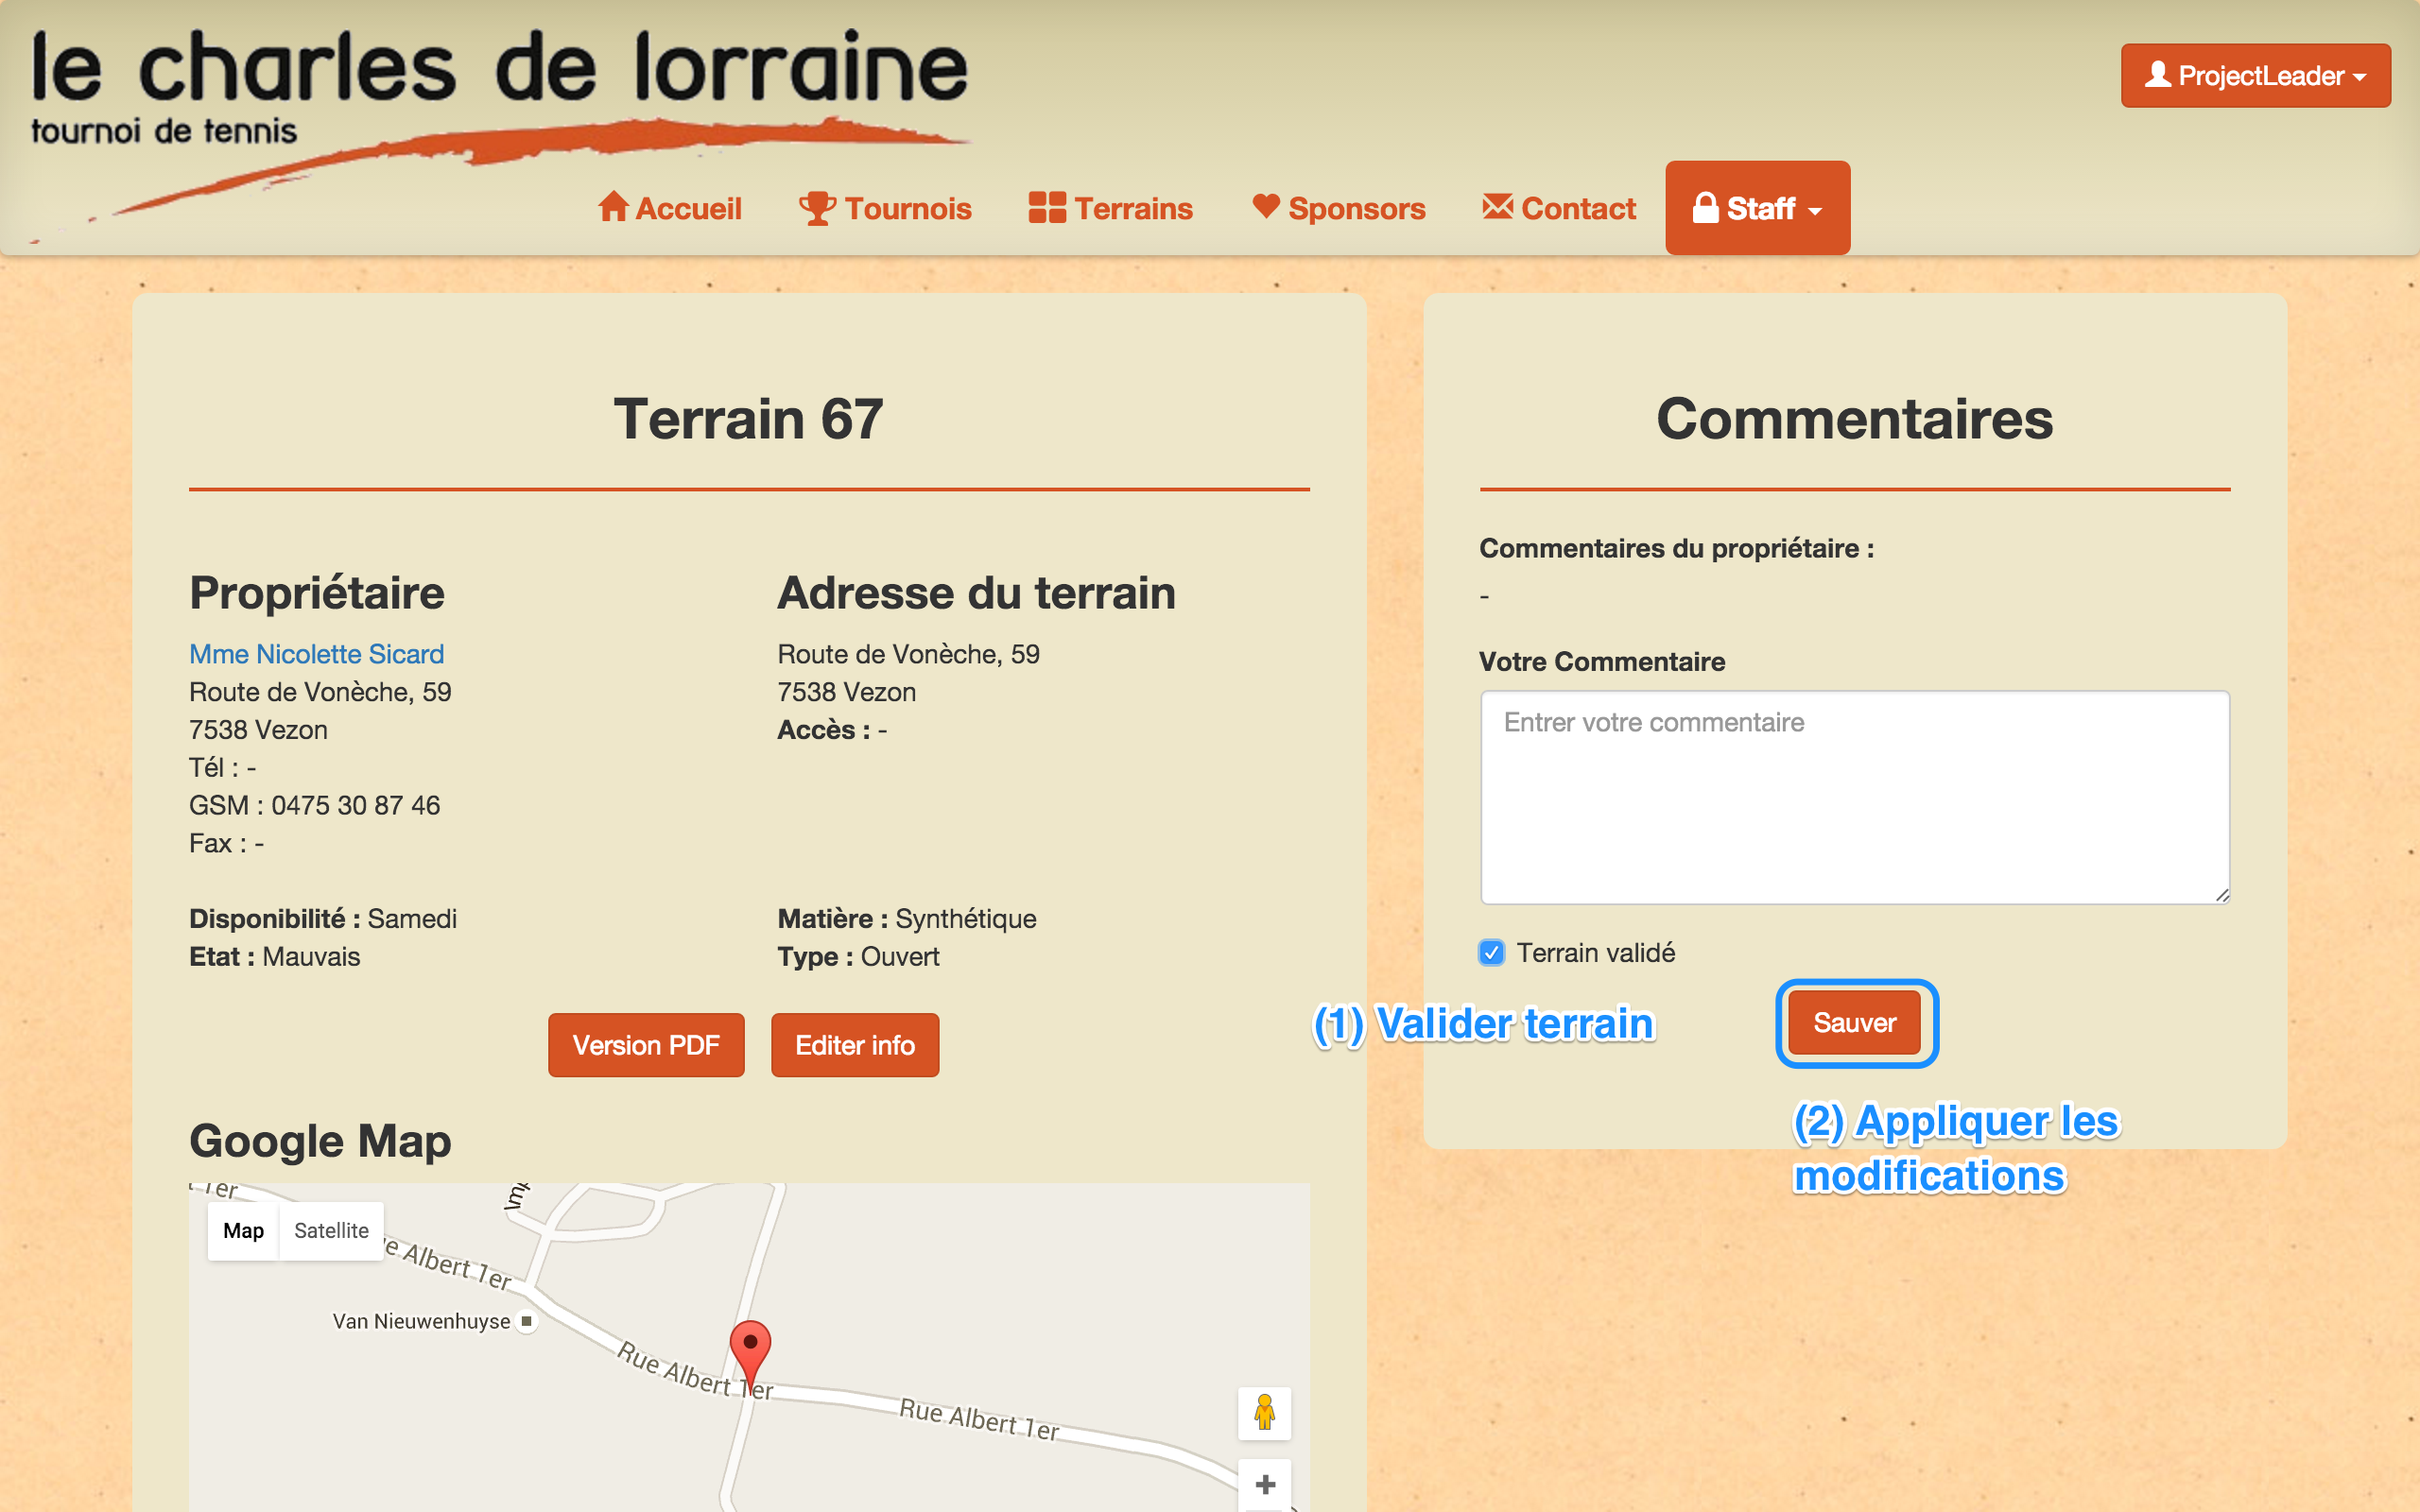 le charles de lorraine
tournoi de tennis
ProjectLeader
Accueil
Tournois
Terrains
Sponsors
Contact
Staff
Terrain 67
Propriétaire
Mme Nicolette Sicard
Route de Vonèche, 59
7538 Vezon
Tél : -
GSM : 0475 30 87 46
Fax : -
Adresse du terrain
Route de Vonèche, 59
7538 Vezon
Accès : -
Disponibilité : Samedi
Etat : Mauvais
Matière : Synthétique
Type : Ouvert
Version PDF
Editer info
Google Map
Map
Satellite
Albert 1er
Van Nieuwenhuyse
Rue Albert 1er
Rue Albert 1er
Commentaires
Commentaires du propriétaire :
-
Votre Commentaire
Entrer votre commentaire
Terrain validé
(1) Valider terrain
Sauver
(2) Appliquer les
modifications